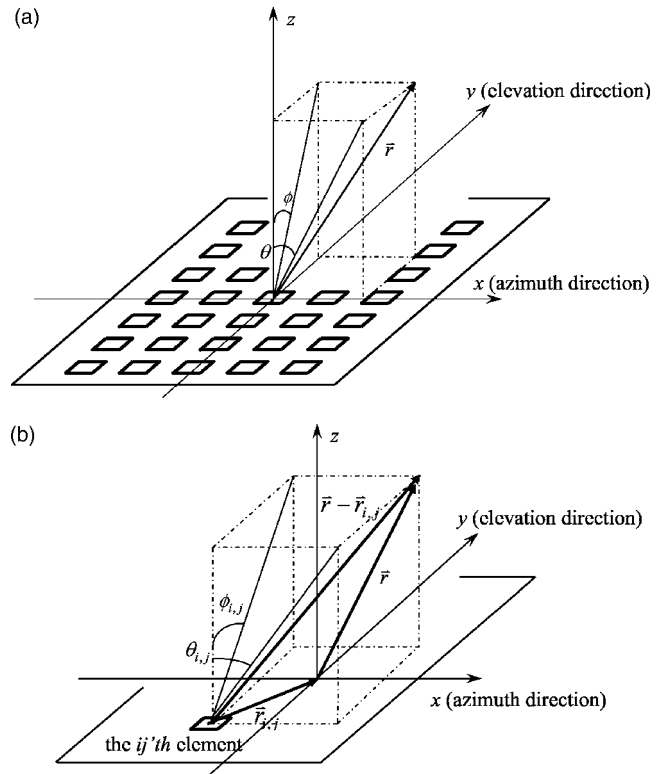 (a)
z
y (elevation direction)
r⃗
ϕ
θ
x (azimuth direction)
(b)
z
r⃗ − r⃗i,j
y (elevation direction)
ϕi,j
r⃗
θi,j
x (azimuth direction)
r⃗i,j
the ij'th element